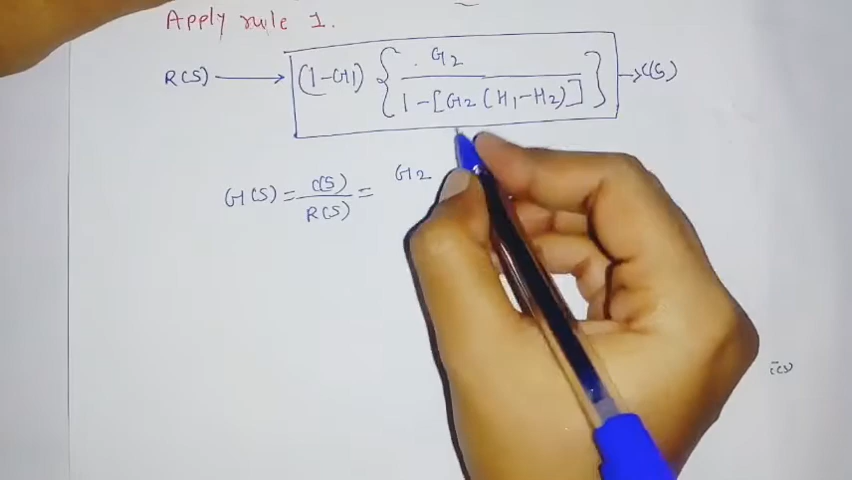 Apply rule 1.
R(S) → (1-G1) { G2 / 1-[G2(H1-H2)] } → C(S)
G(S) = C(S) / R(S) = G2